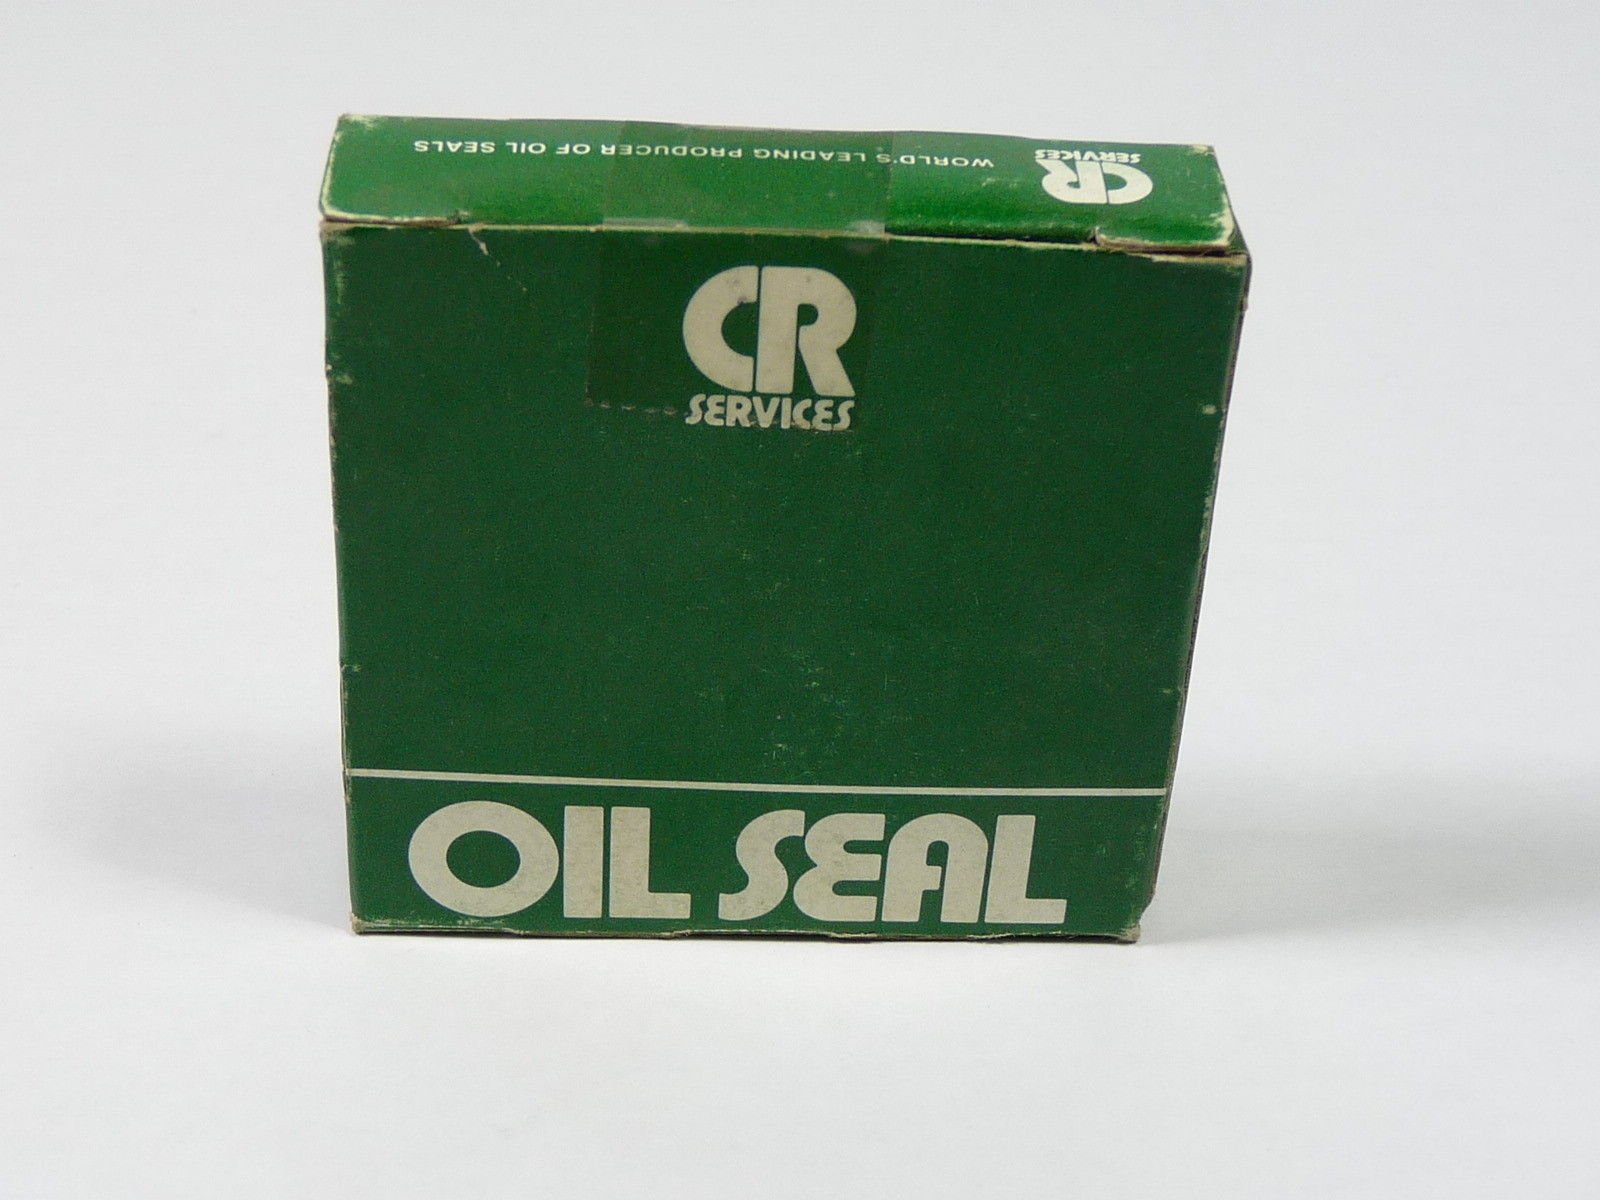 WORLD'S LEADING PRODUCER OF OIL SEALS
CR
SERVICES
CR
SERVICES
OIL SEAL